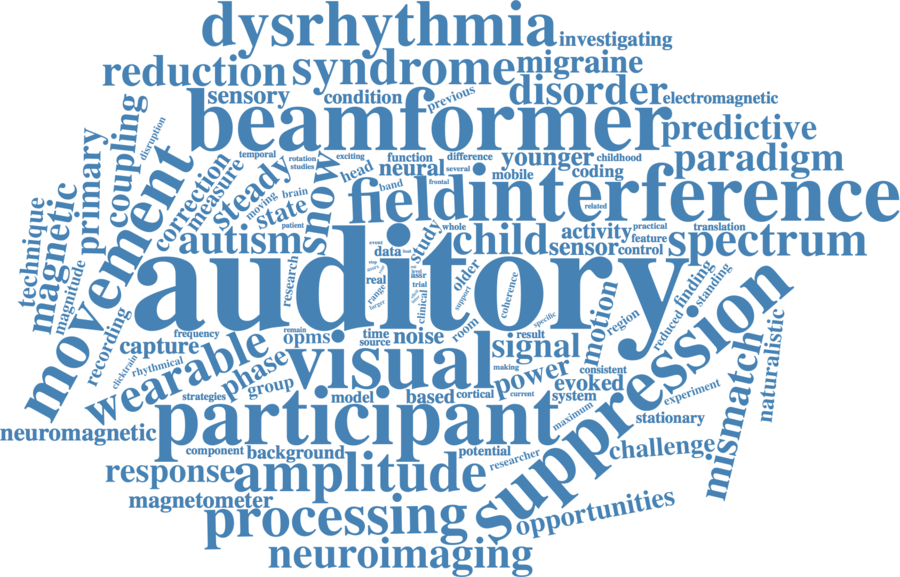 dysrhythmia
investigating
reduction
syndrome
migraine
sensory
condition
previous
disorder
electromagnetic
beamformer
predictive
disruption
coupling
primary
movement
correction
measure
temporal
rotation
studies
exciting
function
difference
younger
childhood
paradigm
steady
snow
head
neural
several
mobile
coding
moving
brain
band
frontal
field
interference
related
technique
magnetic
magnitude
state
patient
autism
event
data
study
whole
child
activity
practical
translation
sensor
feature
control
spectrum
auditory
research
real
range
larger
assr
trial
clinical
older
support
coherence
specific
motion
region
reduced
finding
standing
recording
frequency
capture
clicktrain
rhythmical
wearable
remain
opms
time
source
noise
room
result
signal
suppression
mismatch
naturalistic
strategies
phase
group
visual
making
power
consistent
evoked
model
based
cortical
current
system
maximum
experiment
stationary
neuromagnetic
participant
component
background
potential
researcher
challenge
response
amplitude
magnetometer
processing
opportunities
neuroimaging